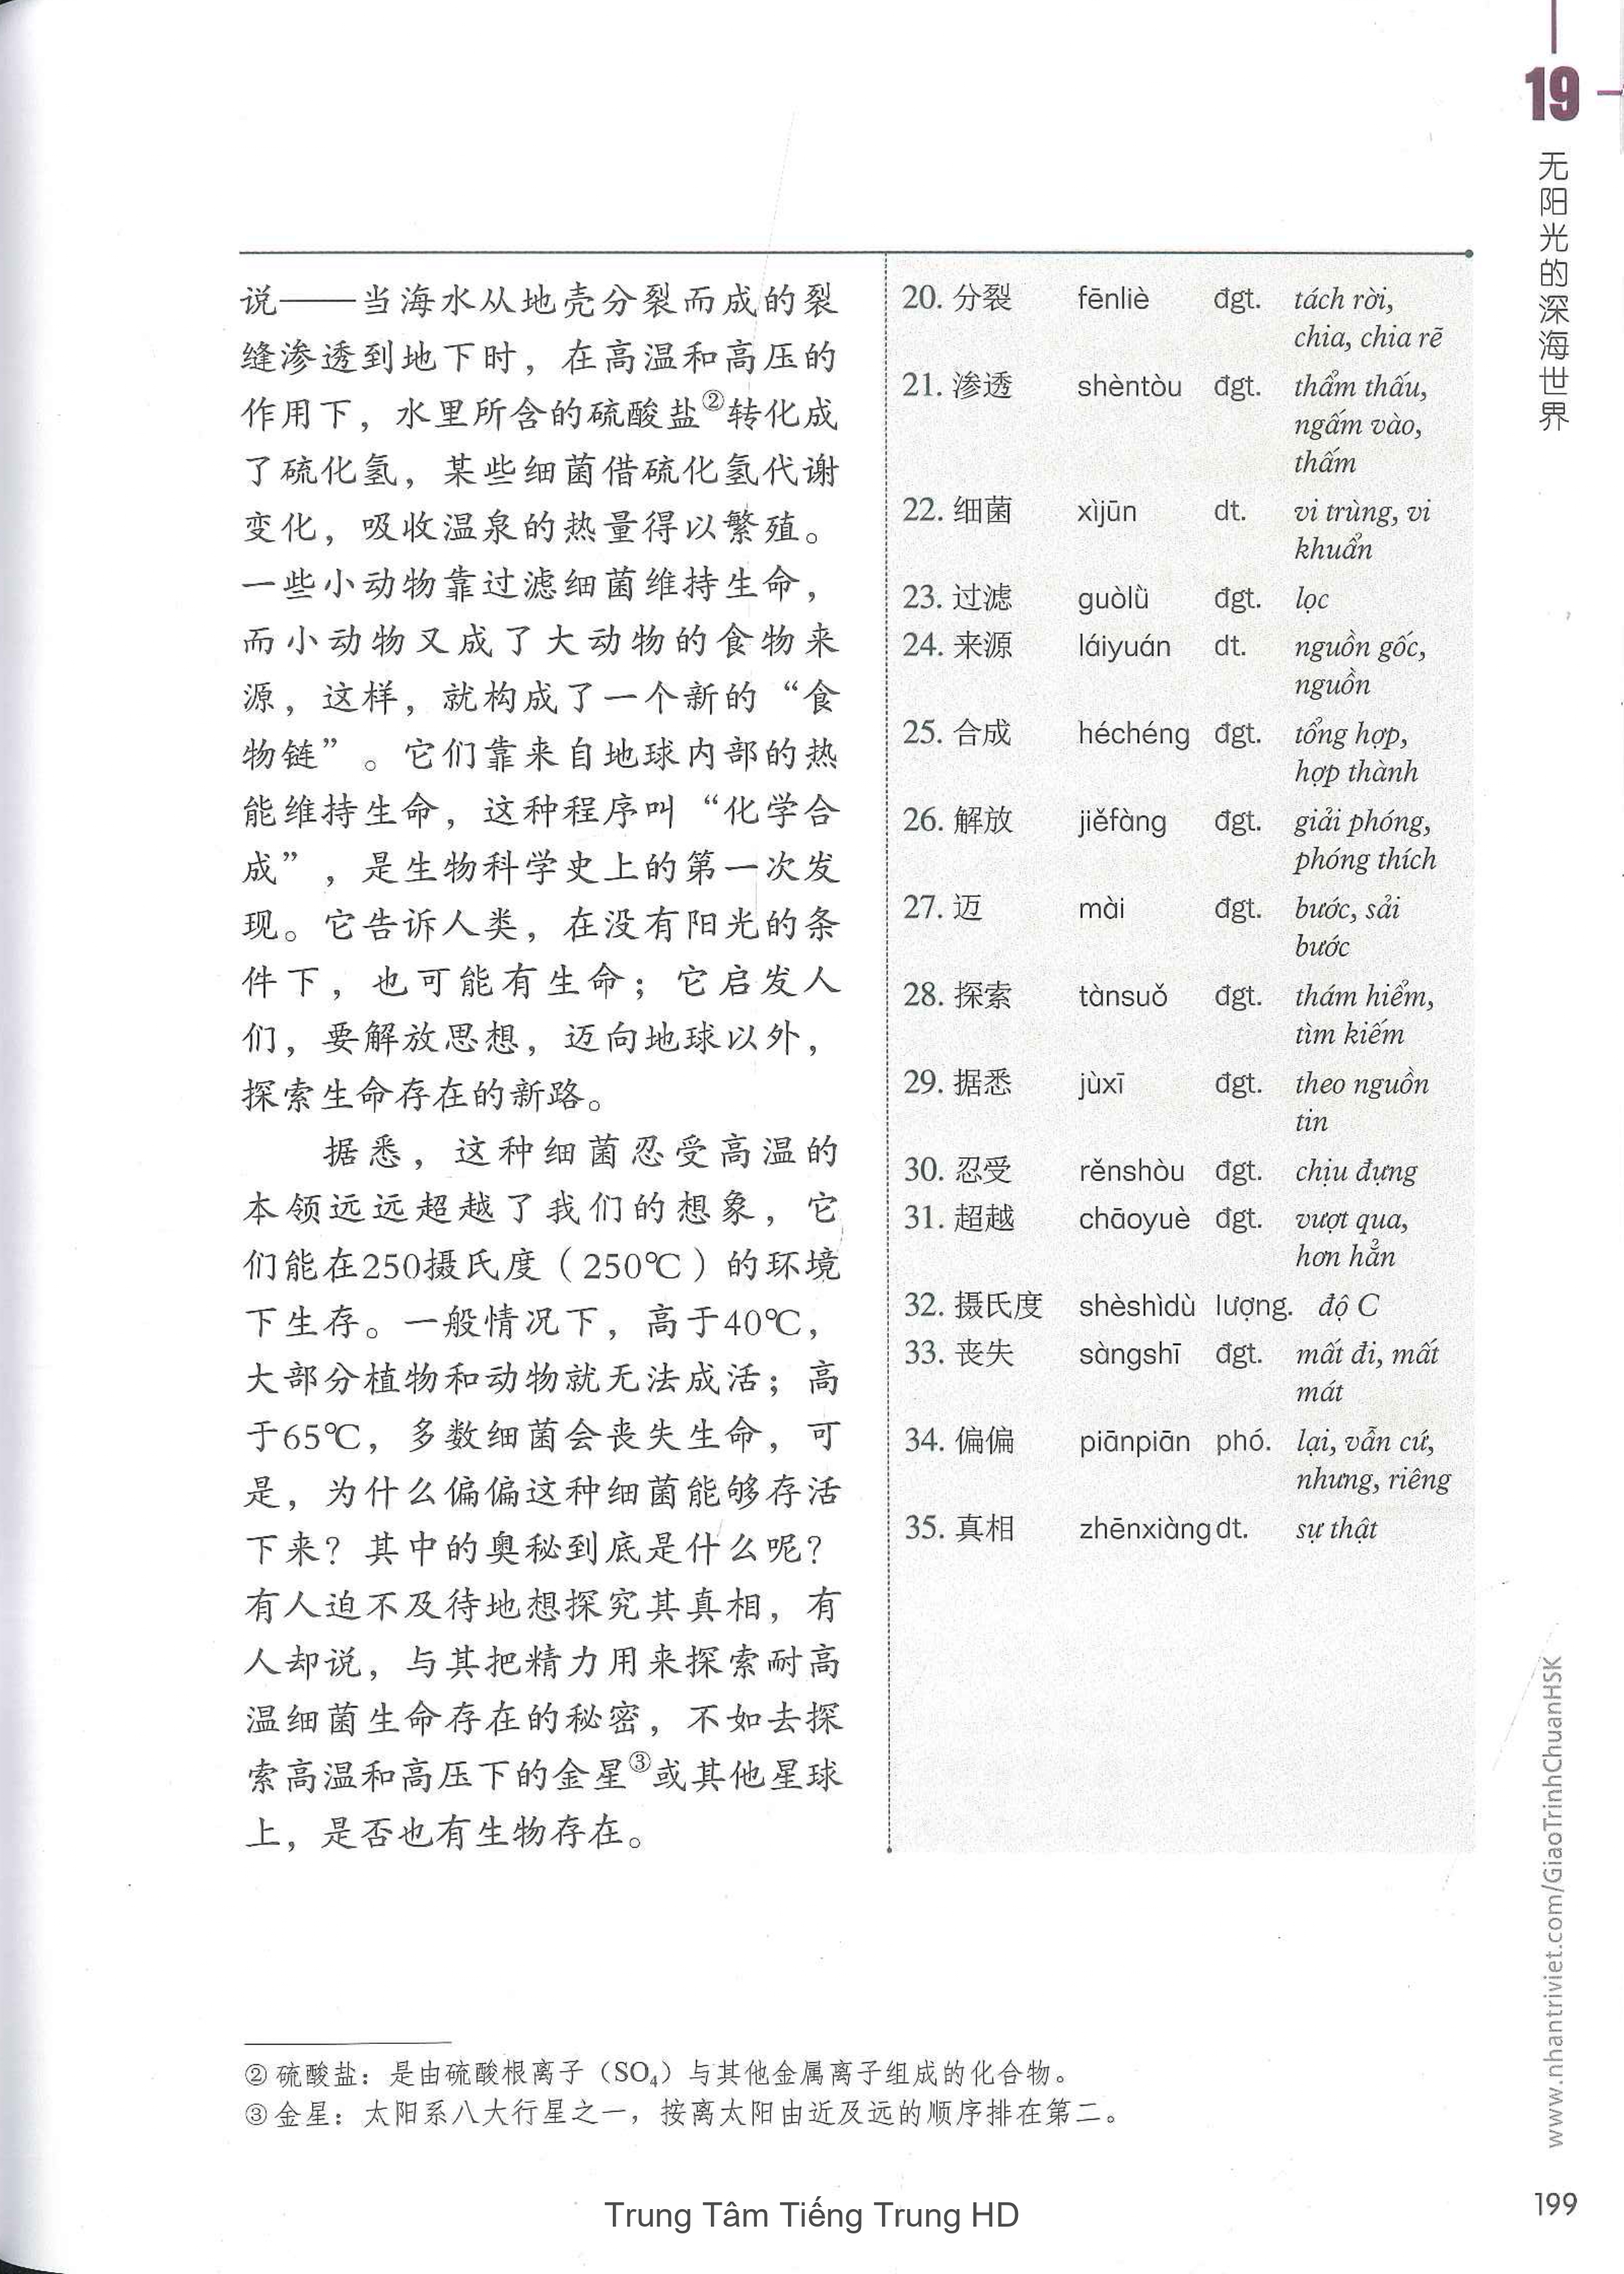 19
无阳光的深海世界
说——当海水从地壳分裂而成的裂
缝渗透到地下时，在高温和高压的
作用下，水里所含的硫酸盐②转化成
了硫化氢，某些细菌借硫化氢代谢
变化，吸收温泉的热量得以繁殖。
一些小动物靠过滤细菌维持生命，
而小动物又成了大动物的食物来
源，这样，就构成了一个新的“食
物链”。它们靠来自地球内部的热
能维持生命，这种程序叫“化学合
成”，是生物科学史上的第一次发
现。它告诉人类，在没有阳光的条
件下，也可能有生命；它启发人
们，要解放思想，迈向地球以外，
探索生命存在的新路。
据悉，这种细菌忍受高温的
本领远远超越了我们的想象，它
们能在250摄氏度（250℃）的环境
下生存。一般情况下，高于40℃，
大部分植物和动物就无法成活；高
于65℃，多数细菌会丧失生命，可
是，为什么偏偏这种细菌能够存活
下来？其中的奥秘到底是什么呢？
有人迫不及待地想探究其真相，有
人却说，与其把精力用来探索耐高
温细菌生命存在的秘密，不如去探
索高温和高压下的金星③或其他星球
上，是否也有生物存在。
20. 分裂 fēnliè đgt. tách rời,
chia, chia rẽ
21. 渗透 shèntòu đgt. thẩm thấu,
ngấm vào,
thấm
22. 细菌 xìjūn dt. vi trùng, vi
khuẩn
23. 过滤 guòlǜ đgt. lọc
24. 来源 láiyuán dt. nguồn gốc,
nguồn
25. 合成 héchéng đgt. tổng hợp,
hợp thành
26. 解放 jiěfàng đgt. giải phóng,
phóng thích
27. 迈 mài đgt. bước, sải
bước
28. 探索 tànsuǒ đgt. thám hiểm,
tìm kiếm
29. 据悉 jùxī đgt. theo nguồn
tin
30. 忍受 rěnshòu đgt. chịu đựng
31. 超越 chāoyuè đgt. vượt qua,
hơn hẳn
32. 摄氏度 shèshìdù lượng. độ C
33. 丧失 sàngshī đgt. mất đi, mất
mát
34. 偏偏 piānpiān phó. lại, vẫn cứ,
nhưng, riêng
35. 真相 zhēnxiàng dt. sự thật
② 硫酸盐：是由硫酸根离子（SO₄）与其他金属离子组成的化合物。
③ 金星：太阳系八大行星之一，按离太阳由近及远的顺序排在第二。
www.nhantriviet.com/GiaoTrinhChuanHSK
199
Trung Tâm Tiếng Trung HD